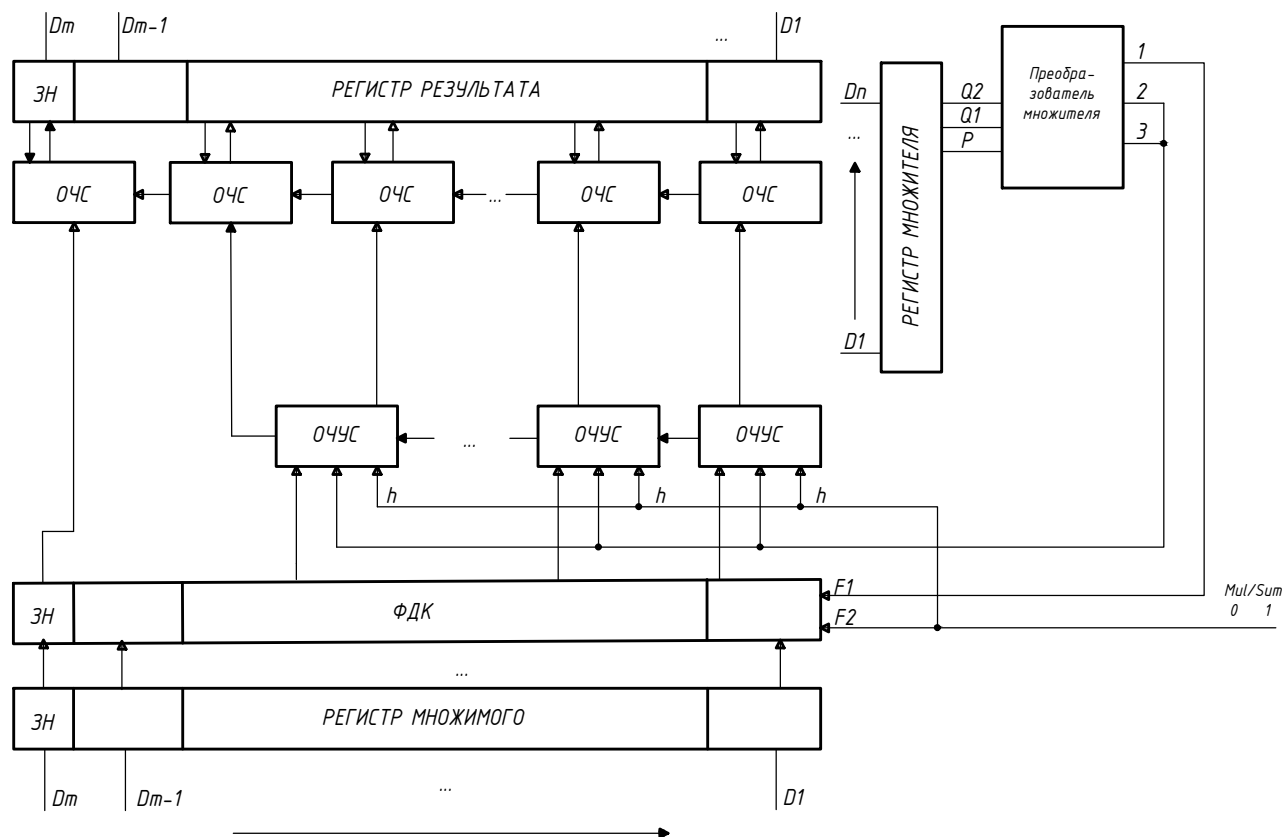 Dm Dm-1 ... D1
ЗН РЕГИСТР РЕЗУЛЬТАТА
ОЧС ОЧС ОЧС ... ОЧС ОЧС
Dn
...
D1
РЕГИСТР МНОЖИТЕЛЯ
Q2
Q1
P
Преобра-
зователь
множителя
1
2
3
ОЧУС ... ОЧУС ОЧУС
h h h
ЗН ФДК
F1
F2
Mul/Sum
0 1
...
ЗН РЕГИСТР МНОЖИМОГО
Dm Dm-1 ... D1